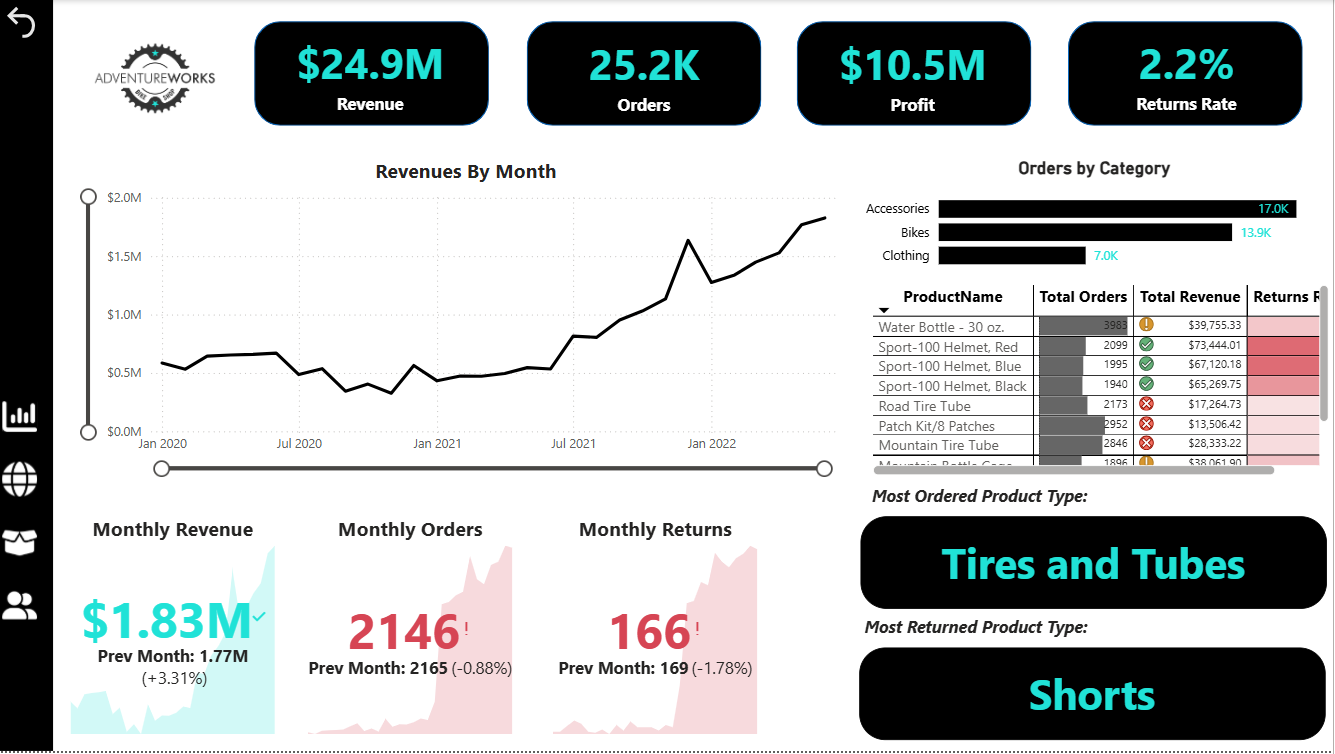 ADVENTUREWORKS
BIKE SHOP
$24.9M
Revenue
25.2K
Orders
$10.5M
Profit
2.2%
Returns Rate
Revenues By Month
$2.0M
$1.5M
$1.0M
$0.5M
$0.0M
Jan 2020 Jul 2020 Jan 2021 Jul 2021 Jan 2022
Orders by Category
Accessories 17.0K
Bikes 13.9K
Clothing 7.0K
ProductName Total Orders Total Revenue Returns R
Water Bottle - 30 oz. 3983 $39,755.33
Sport-100 Helmet, Red 2099 $73,444.01
Sport-100 Helmet, Blue 1995 $67,120.18
Sport-100 Helmet, Black 1940 $65,269.75
Road Tire Tube 2173 $17,264.73
Patch Kit/8 Patches 2952 $13,506.42
Mountain Tire Tube 2846 $28,333.22
Mountain Bottle Cage 1896 $38,061.90
Monthly Revenue
$1.83M
Prev Month: 1.77M
(+3.31%)
Monthly Orders
2146!
Prev Month: 2165 (-0.88%)
Monthly Returns
166!
Prev Month: 169 (-1.78%)
Most Ordered Product Type:
Tires and Tubes
Most Returned Product Type:
Shorts